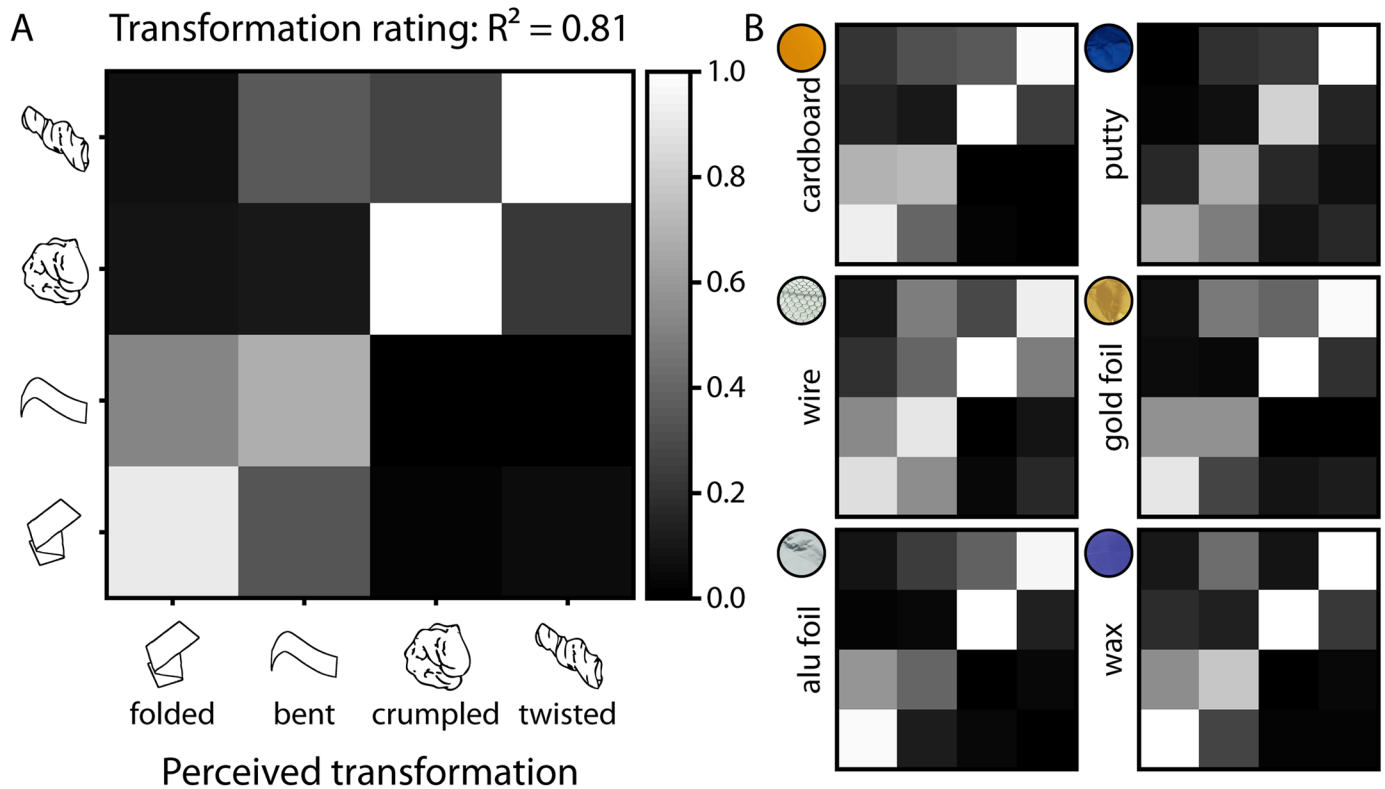 A
Transformation rating: R² = 0.81
1.0
0.8
0.6
0.4
0.2
0.0
folded
bent
crumpled
twisted
Perceived transformation
B
cardboard
putty
wire
gold foil
alu foil
wax